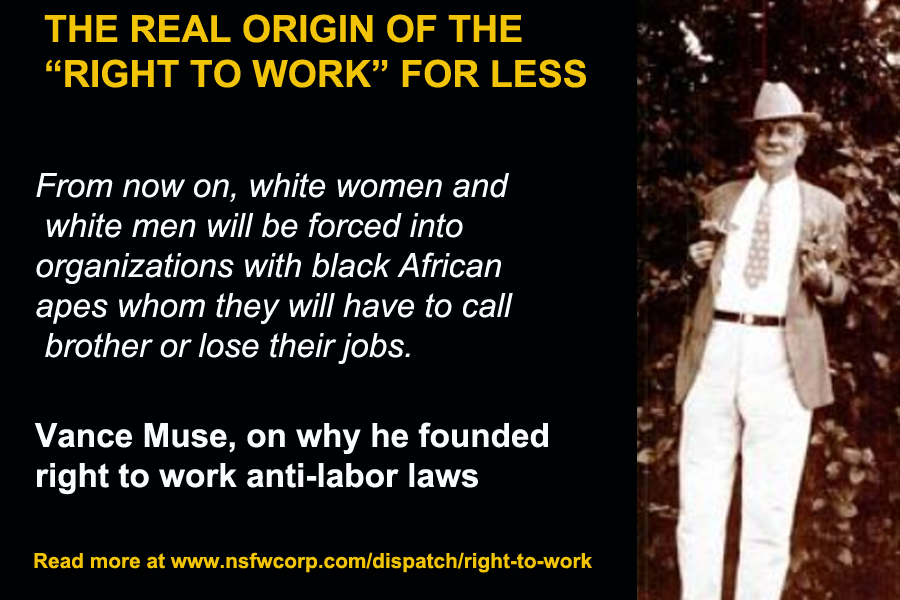 THE REAL ORIGIN OF THE
“RIGHT TO WORK” FOR LESS
From now on, white women and
white men will be forced into
organizations with black African
apes whom they will have to call
brother or lose their jobs.
Vance Muse, on why he founded
right to work anti-labor laws
Read more at www.nsfwcorp.com/dispatch/right-to-work